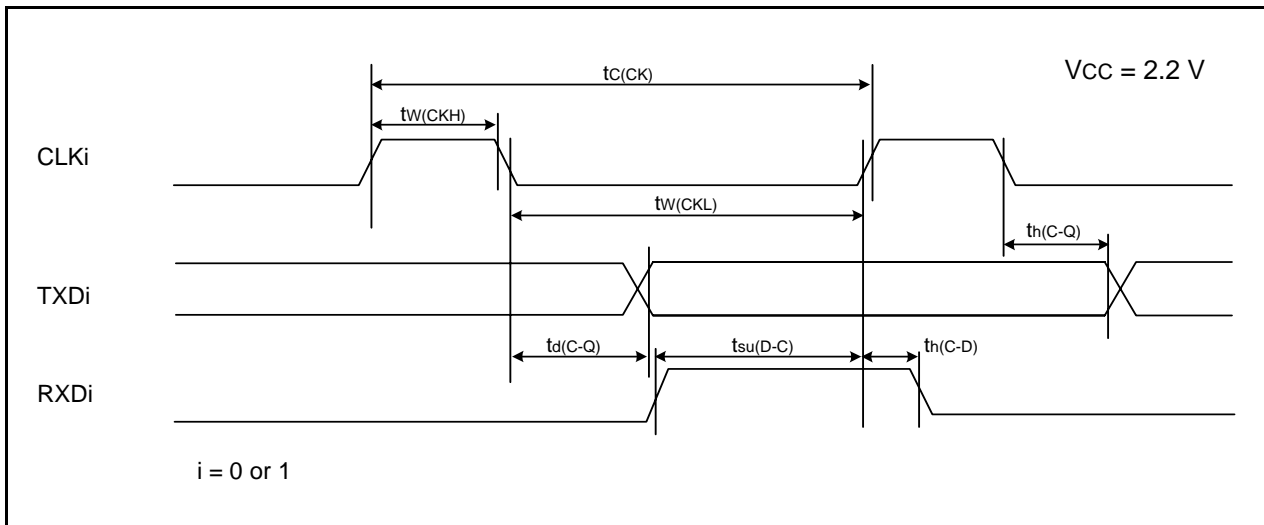 tC(CK)
VCC = 2.2 V
tW(CKH)
CLKi
tW(CKL)
th(C-Q)
TXDi
td(C-Q)
tsu(D-C)
th(C-D)
RXDi
i = 0 or 1